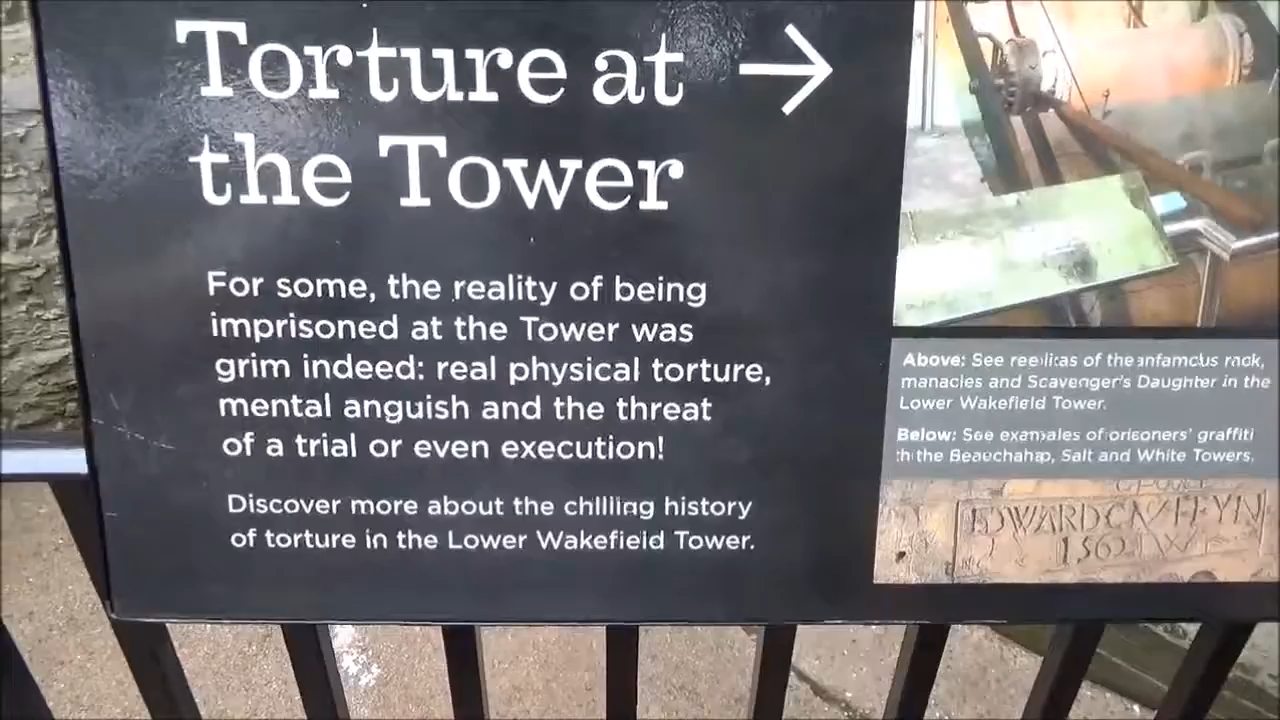 Torture at →
the Tower
For some, the reality of being
imprisoned at the Tower was
grim indeed: real physical torture,
mental anguish and the threat
of a trial or even execution!
Discover more about the chilling history
of torture in the Lower Wakefield Tower.
Above: See replicas of the infamous rack,
manacles and Scavenger's Daughter in the
Lower Wakefield Tower.
Below: See examples of prisoners' graffiti
in the Beauchamp, Salt and White Towers.
EDWARD